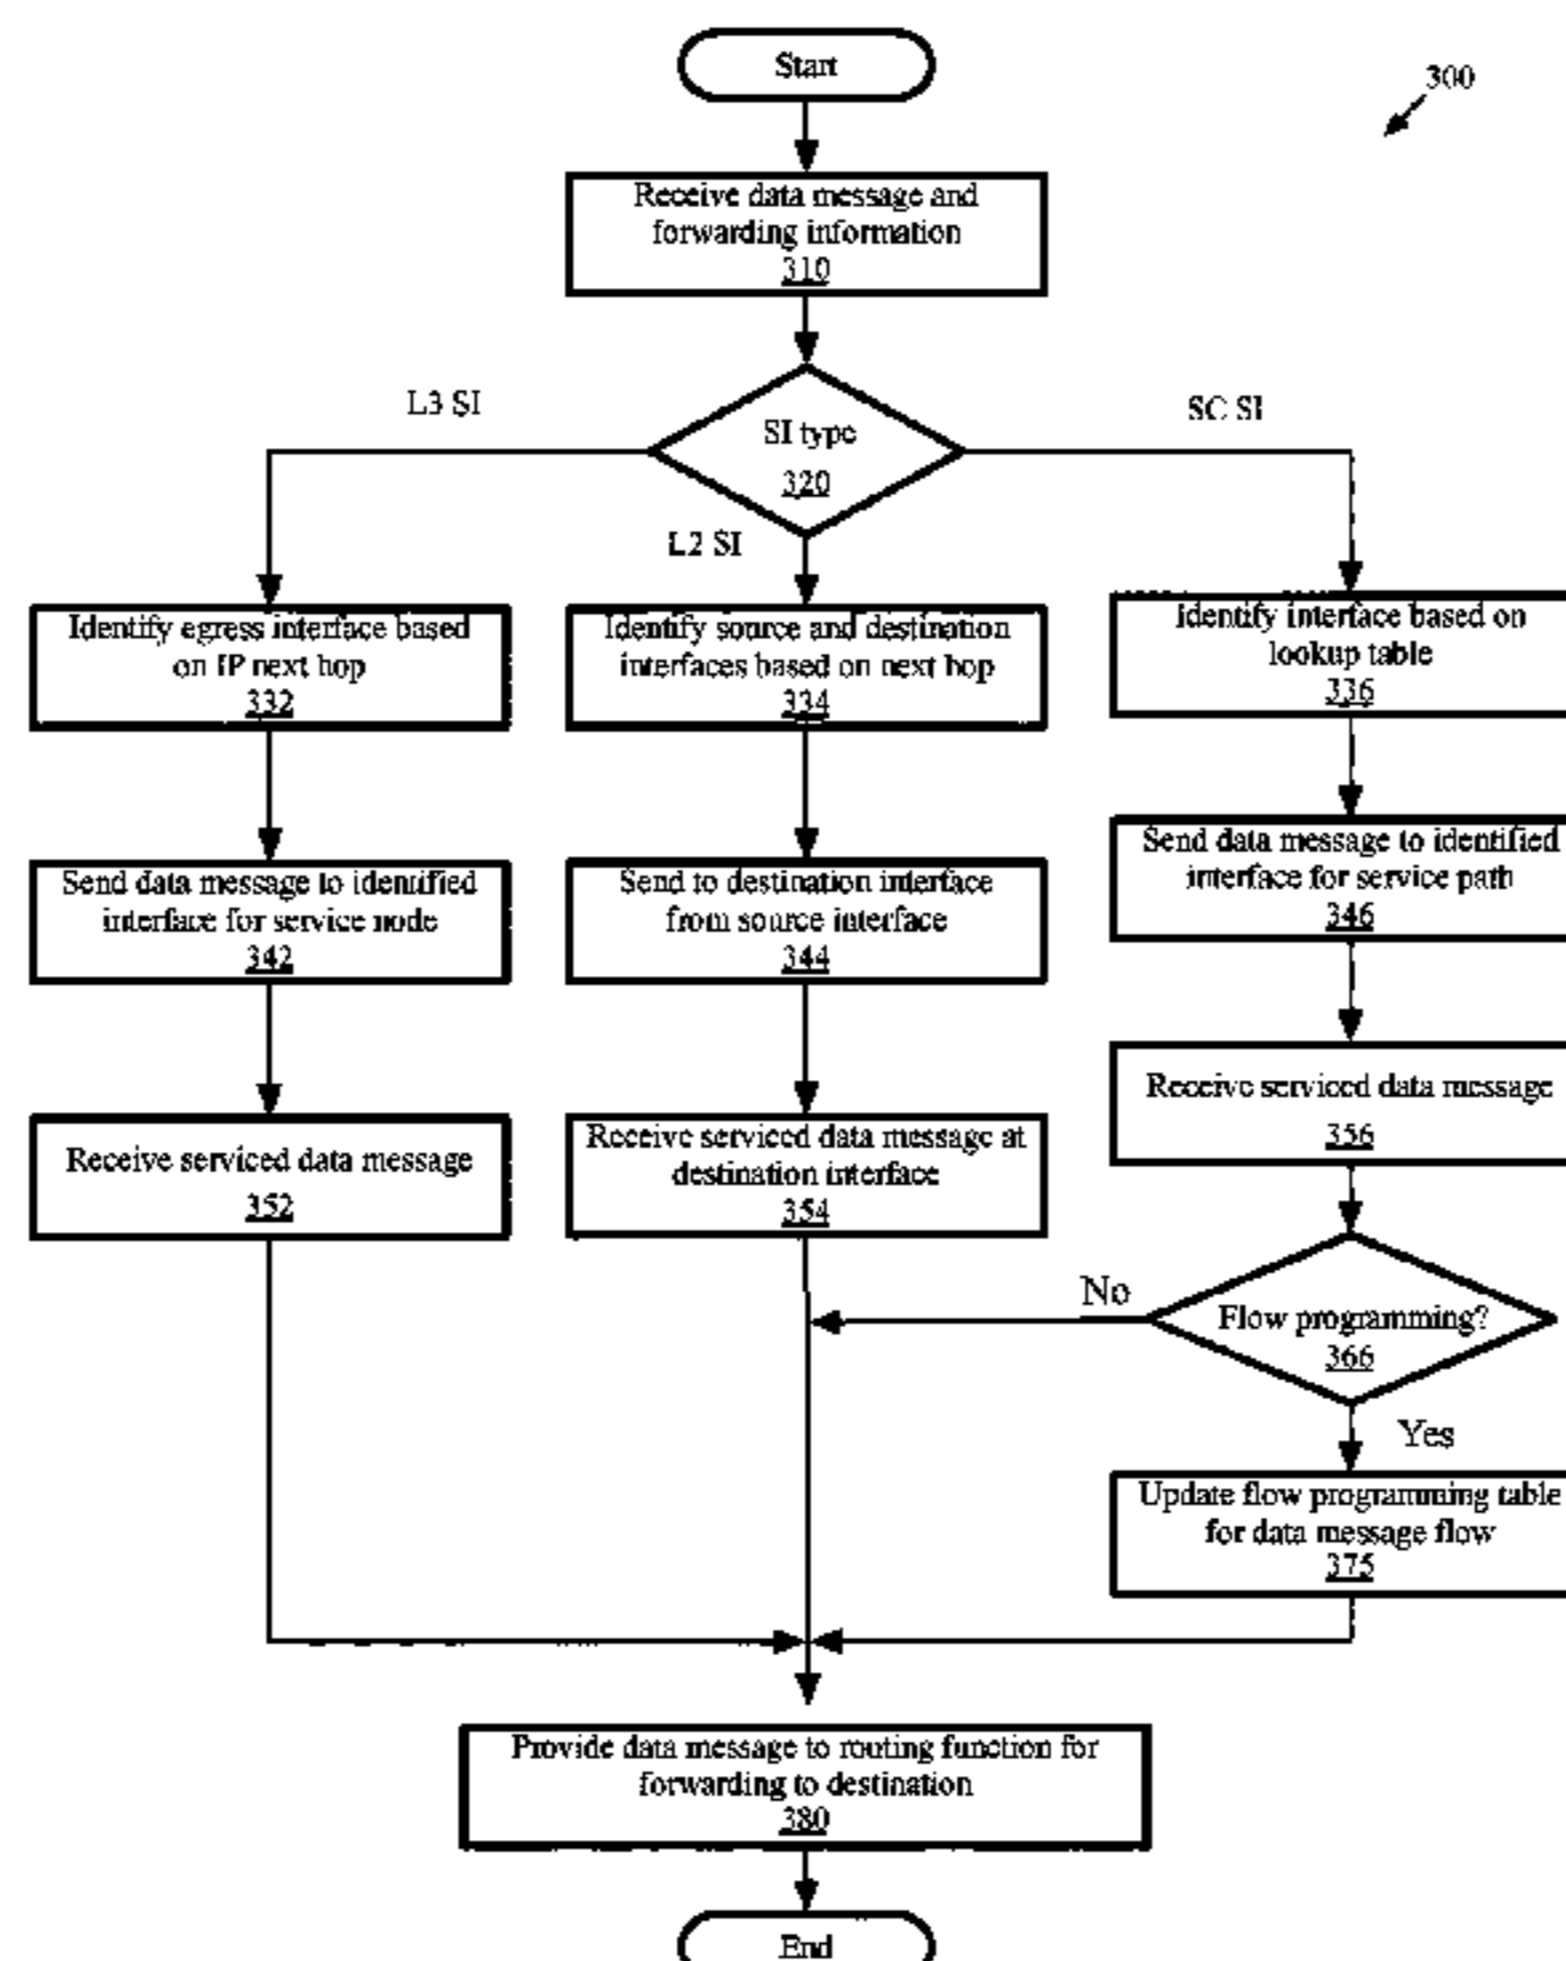 Start
300
Receive data message and
forwarding information
310
L3 SI
SC SI
SI type
320
L2 SI
Identify egress interface based
on IP next hop
332
Identify source and destination
interfaces based on next hop
334
Identify interface based on
lookup table
336
Send data message to identified
interface for service node
342
Send to destination interface
from source interface
344
Send data message to identified
interface for service path
346
Receive serviced data message
352
Receive serviced data message at
destination interface
354
Receive serviced data message
356
No
Flow programming?
366
Yes
Update flow programming table
for data message flow
375
Provide data message to routing function for
forwarding to destination
380
End